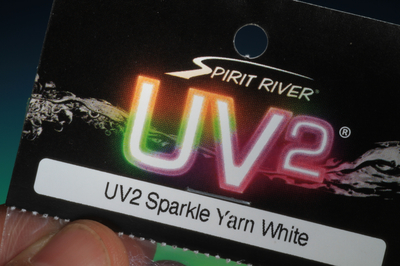 SPIRIT RIVER®
UV2®
UV2 Sparkle Yarn White